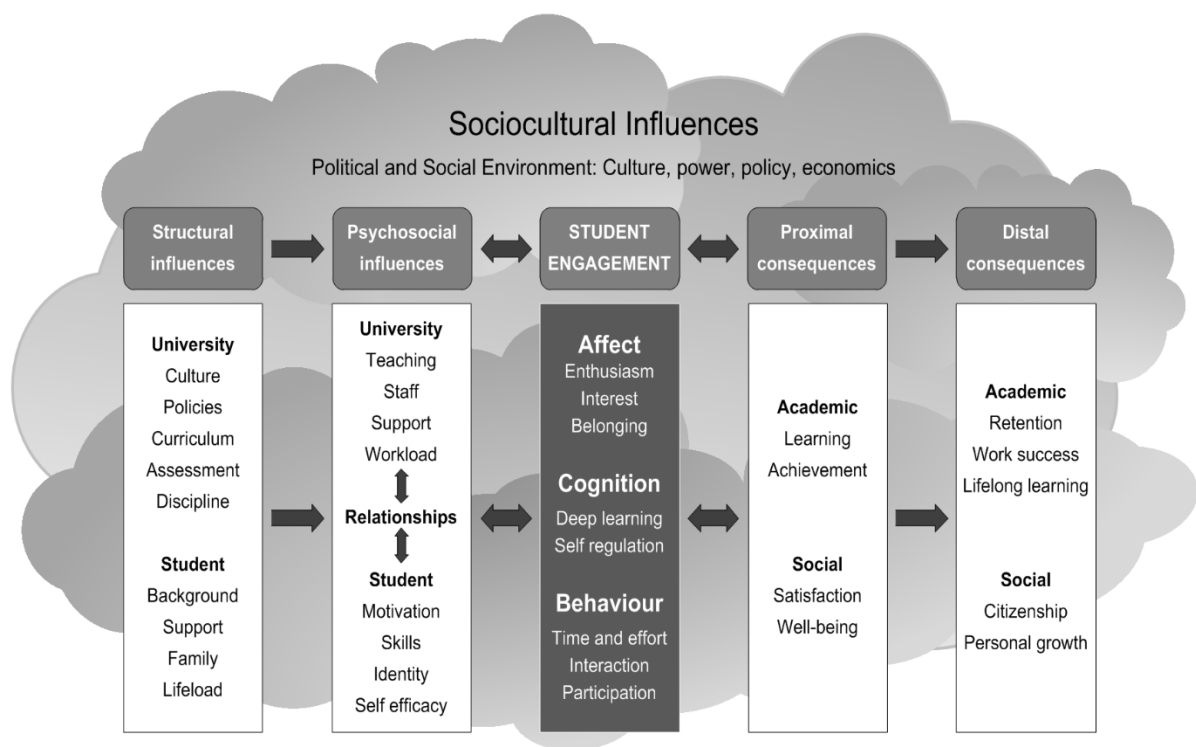 Sociocultural Influences
Political and Social Environment: Culture, power, policy, economics
Structural
influences
Psychosocial
influences
STUDENT
ENGAGEMENT
Proximal
consequences
Distal
consequences
University
Culture
Policies
Curriculum
Assessment
Discipline
Student
Background
Support
Family
Lifeload
University
Teaching
Staff
Support
Workload
Relationships
Student
Motivation
Skills
Identity
Self efficacy
Affect
Enthusiasm
Interest
Belonging
Cognition
Deep learning
Self regulation
Behaviour
Time and effort
Interaction
Participation
Academic
Learning
Achievement
Social
Satisfaction
Well-being
Academic
Retention
Work success
Lifelong learning
Social
Citizenship
Personal growth